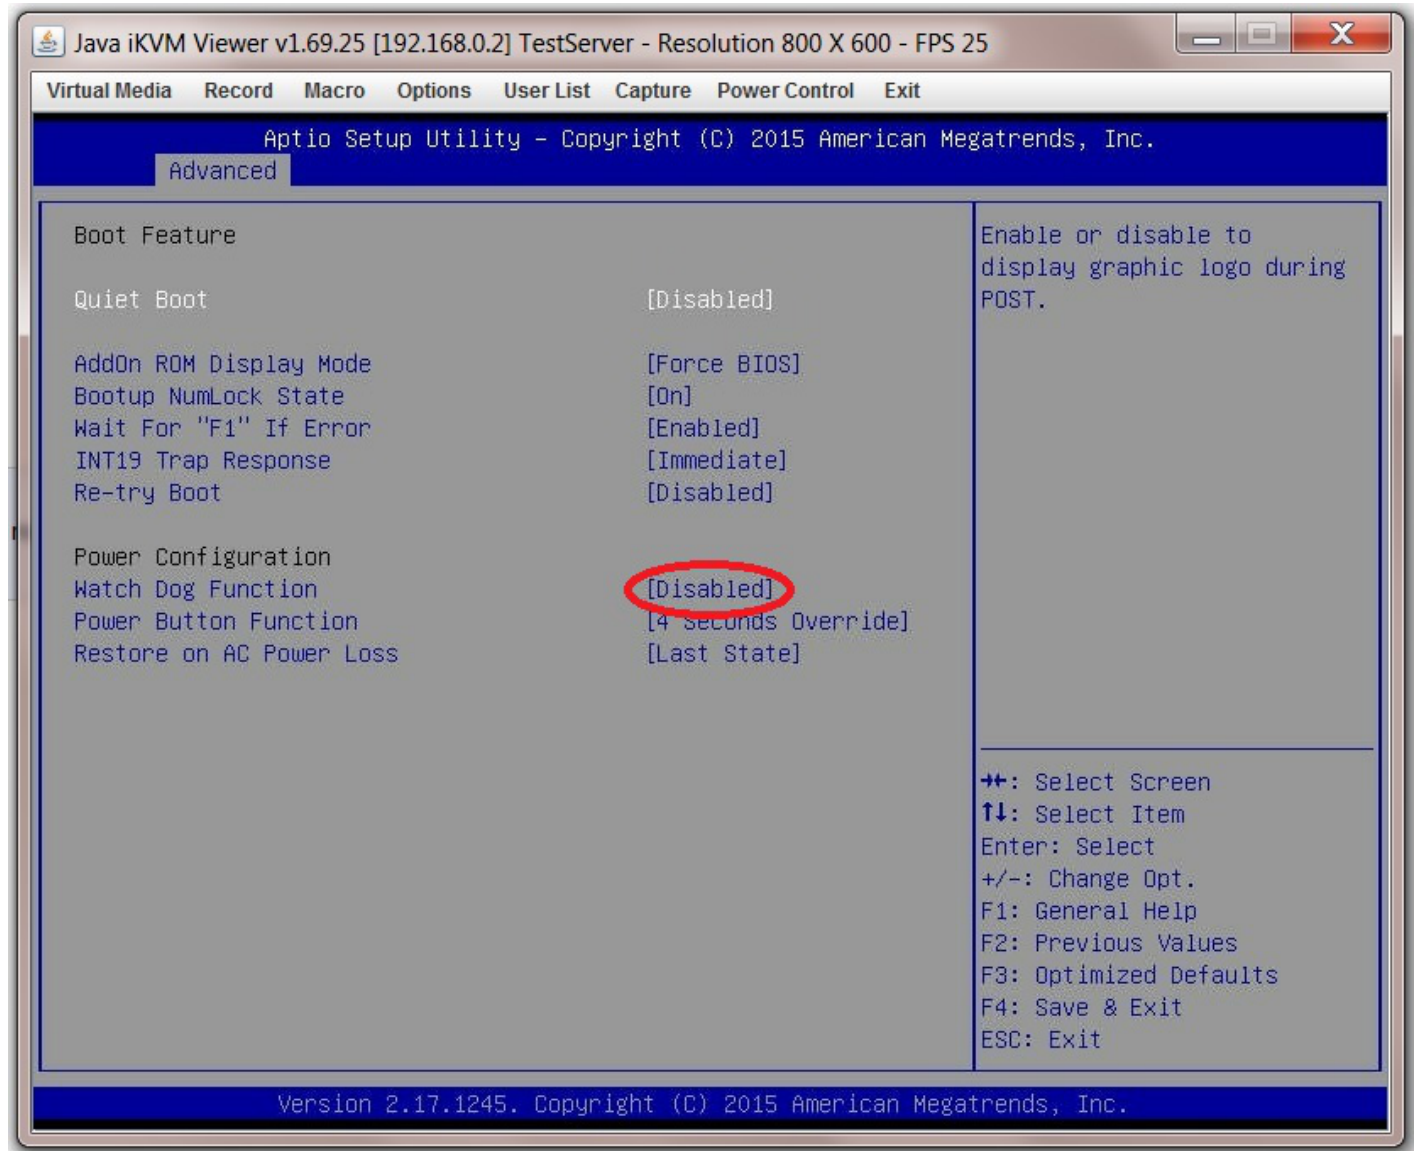 Java iKVM Viewer v1.69.25 [192.168.0.2] TestServer - Resolution 800 X 600 - FPS 25
Virtual Media Record Macro Options User List Capture Power Control Exit
Aptio Setup Utility – Copyright (C) 2015 American Megatrends, Inc.
Advanced
Boot Feature
Quiet Boot [Disabled]
AddOn ROM Display Mode [Force BIOS]
Bootup NumLock State [On]
Wait For "F1" If Error [Enabled]
INT19 Trap Response [Immediate]
Re-try Boot [Disabled]
Power Configuration
Watch Dog Function [Disabled]
Power Button Function [4 Seconds Override]
Restore on AC Power Loss [Last State]
Enable or disable to
display graphic logo during
POST.
→←: Select Screen
↑↓: Select Item
Enter: Select
+/-: Change Opt.
F1: General Help
F2: Previous Values
F3: Optimized Defaults
F4: Save & Exit
ESC: Exit
Version 2.17.1245. Copyright (C) 2015 American Megatrends, Inc.